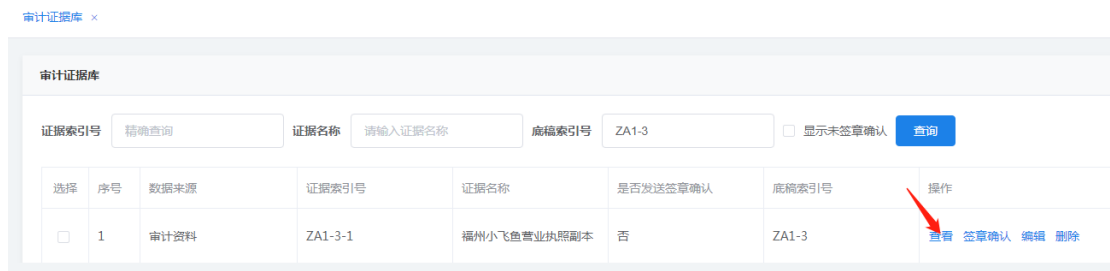 审计证据库 ×
审计证据库
证据索引号 精确查询 证据名称 请输入证据名称 底稿索引号 ZA1-3 显示未签章确认 查询
选择 序号 数据来源 证据索引号 证据名称 是否发送签章确认 底稿索引号 操作
1 审计资料 ZA1-3-1 福州小飞鱼营业执照副本 否 ZA1-3 查看 签章确认 编辑 删除